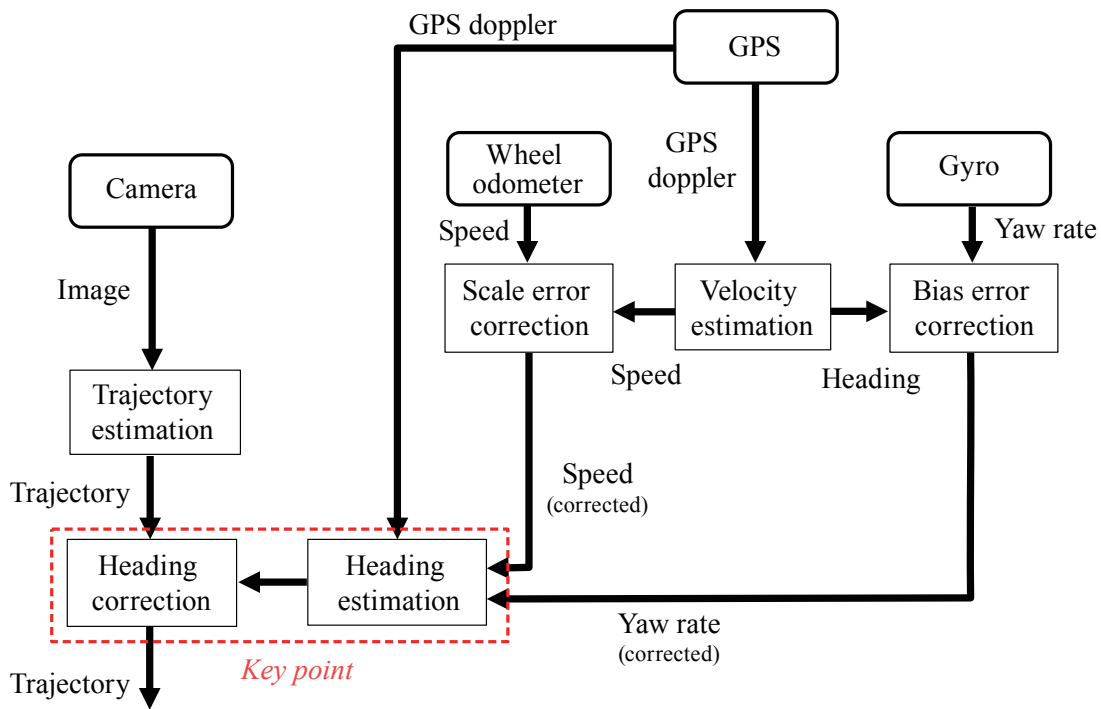 GPS doppler
GPS
Wheel
odometer
GPS
doppler
Gyro
Camera
Speed
Yaw rate
Image
Scale error
correction
Velocity
estimation
Bias error
correction
Speed
Heading
Trajectory
estimation
Trajectory
Speed
(corrected)
Heading
correction
Heading
estimation
Yaw rate
(corrected)
Key point
Trajectory